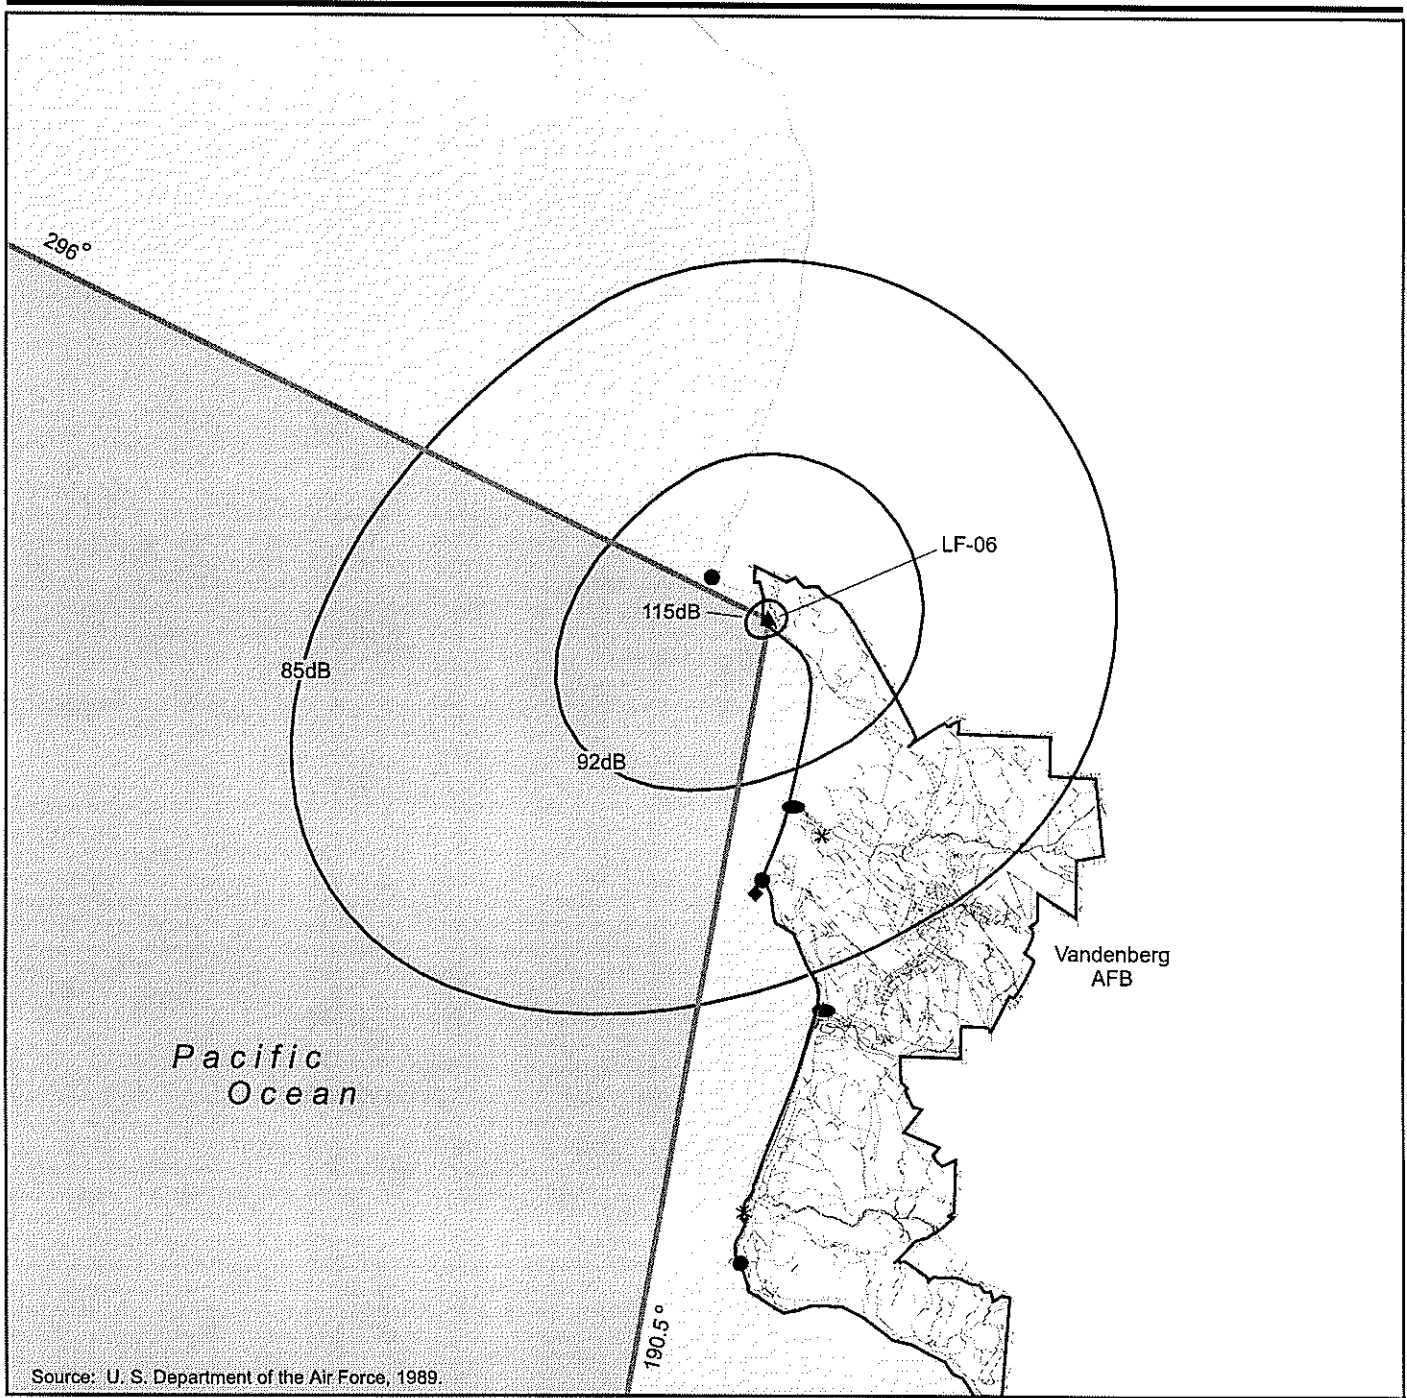 296°
LF-06
115dB
85dB
92dB
Vandenberg
AFB
Pacific
Ocean
190.5°
Source: U. S. Department of the Air Force, 1989.